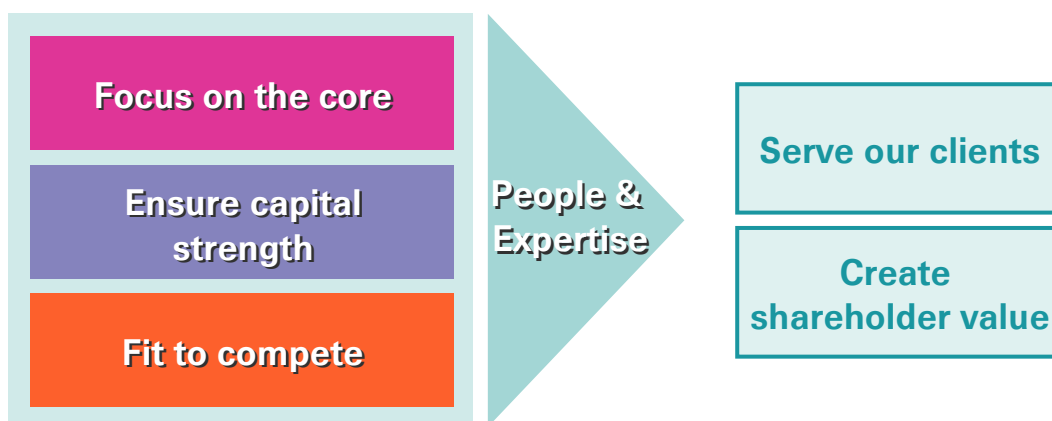 Focus on the core
Ensure capital
strength
Fit to compete
People &
Expertise
Serve our clients
Create
shareholder value